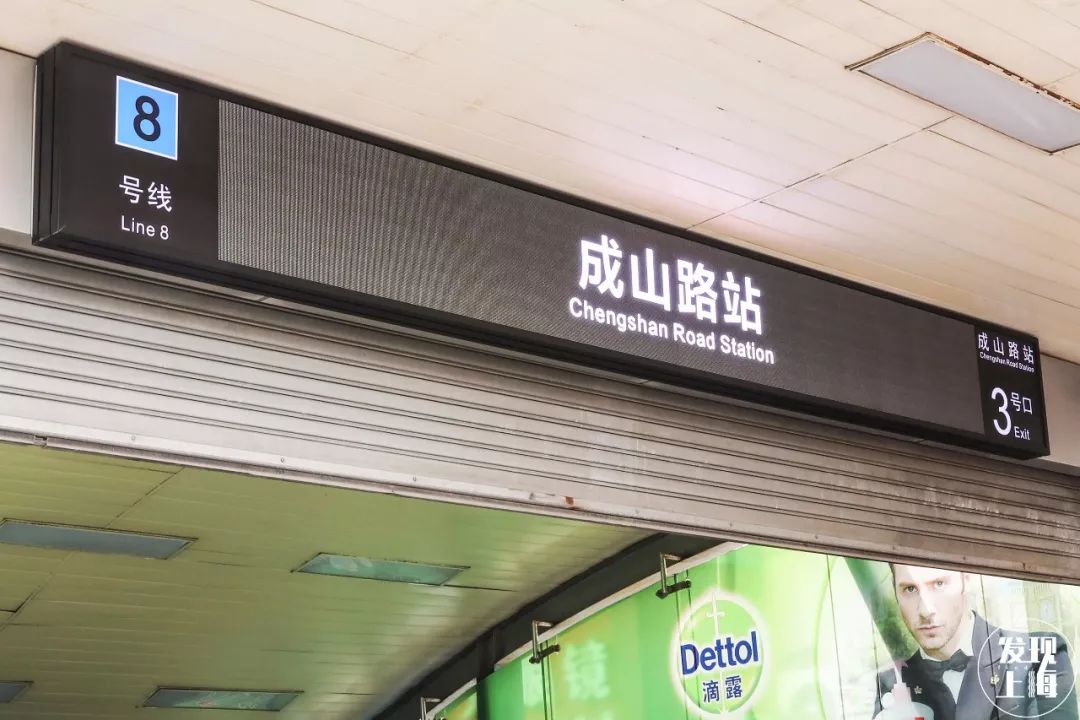 8
号线
Line 8
成山路站
Chengshan Road Station
成山路站
Chengshan Road Station
3号口
Exit
Dettol
滴露
镜
发现
上海